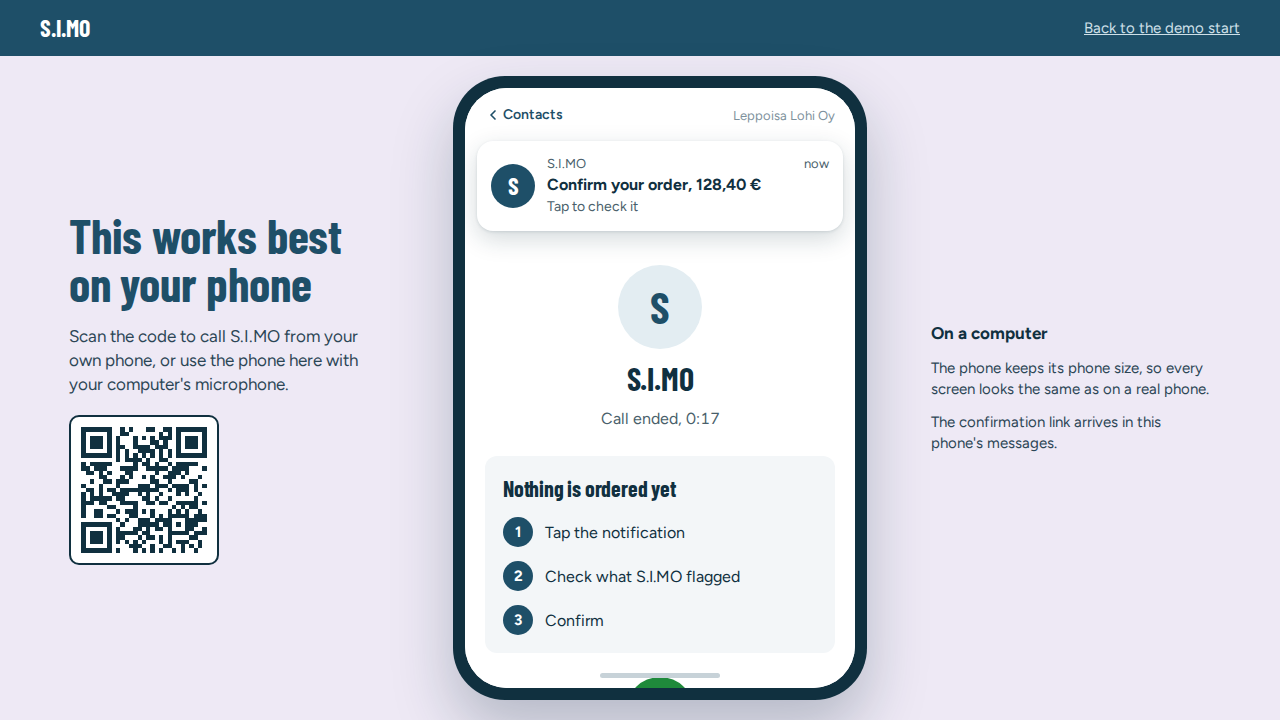 S.I.MO
Back to the demo start
This works best
on your phone
Scan the code to call S.I.MO from your
own phone, or use the phone here with
your computer's microphone.
Contacts
Leppoisa Lohi Oy
S
S.I.MO
now
Confirm your order, 128,40 €
Tap to check it
S
S.I.MO
Call ended, 0:17
Nothing is ordered yet
1 Tap the notification
2 Check what S.I.MO flagged
3 Confirm
On a computer
The phone keeps its phone size, so every
screen looks the same as on a real phone.
The confirmation link arrives in this
phone's messages.